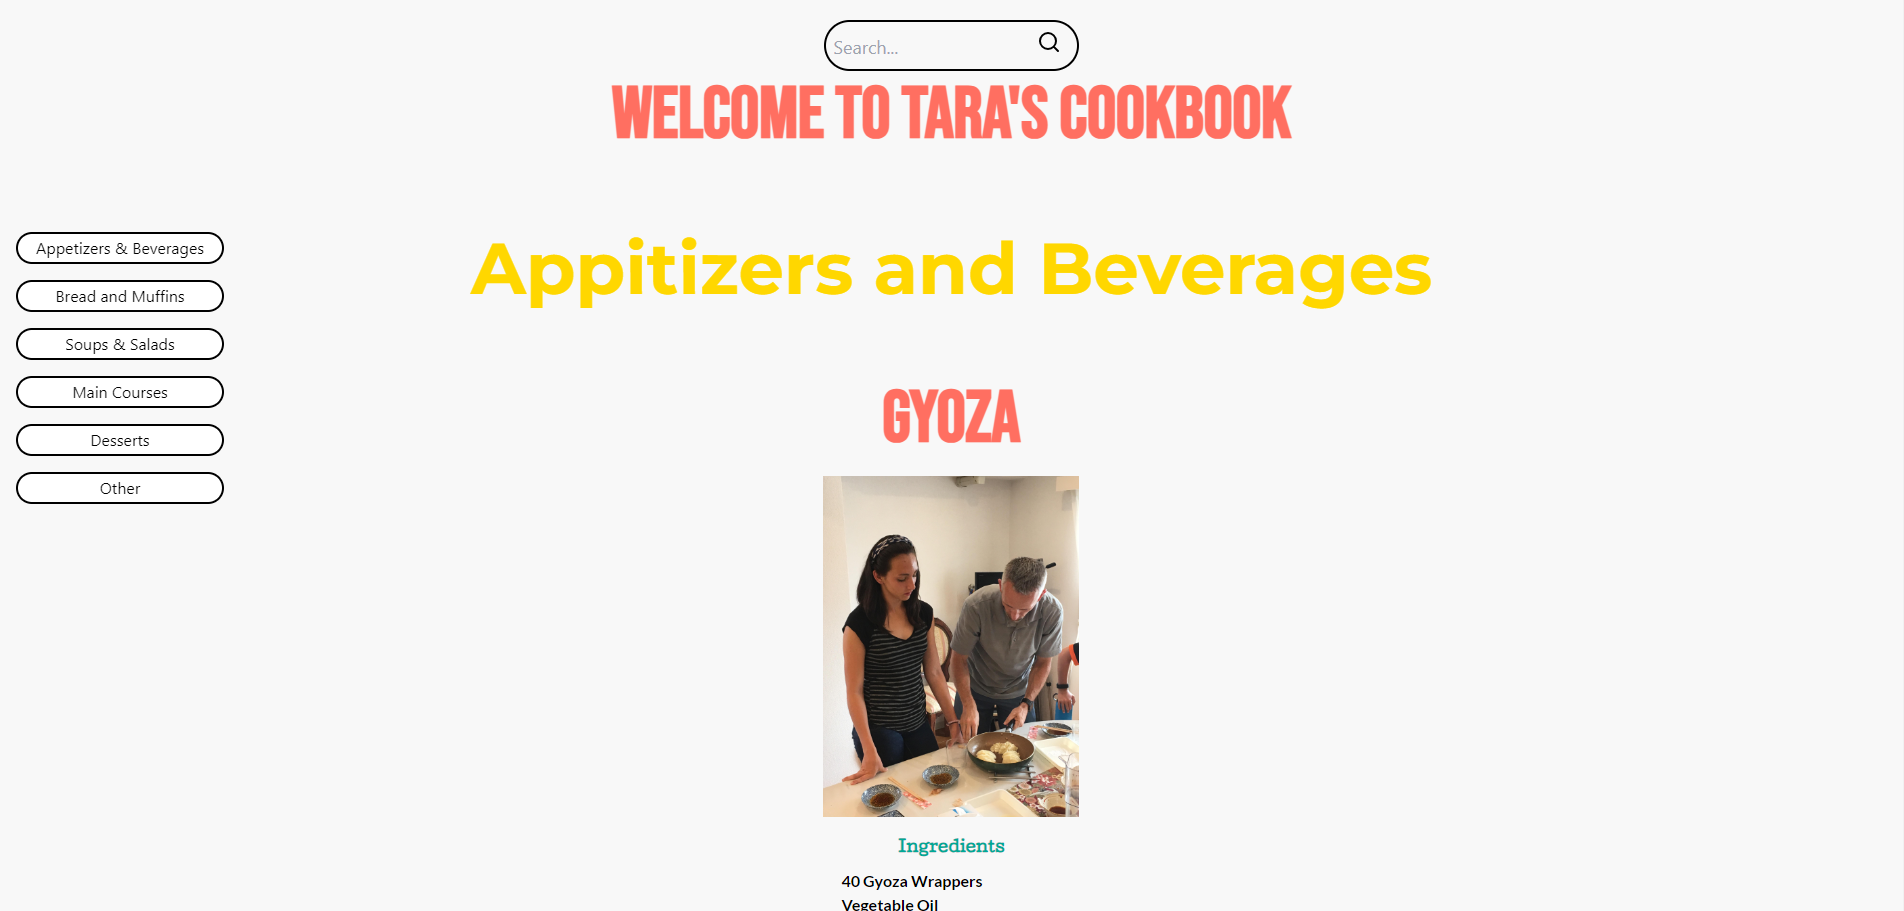 Search...
WELCOME TO TARA'S COOKBOOK
Appetizers & Beverages
Bread and Muffins
Soups & Salads
Main Courses
Desserts
Other
Appitizers and Beverages
GYOZA
Ingredients
40 Gyoza Wrappers
Vegetable Oil